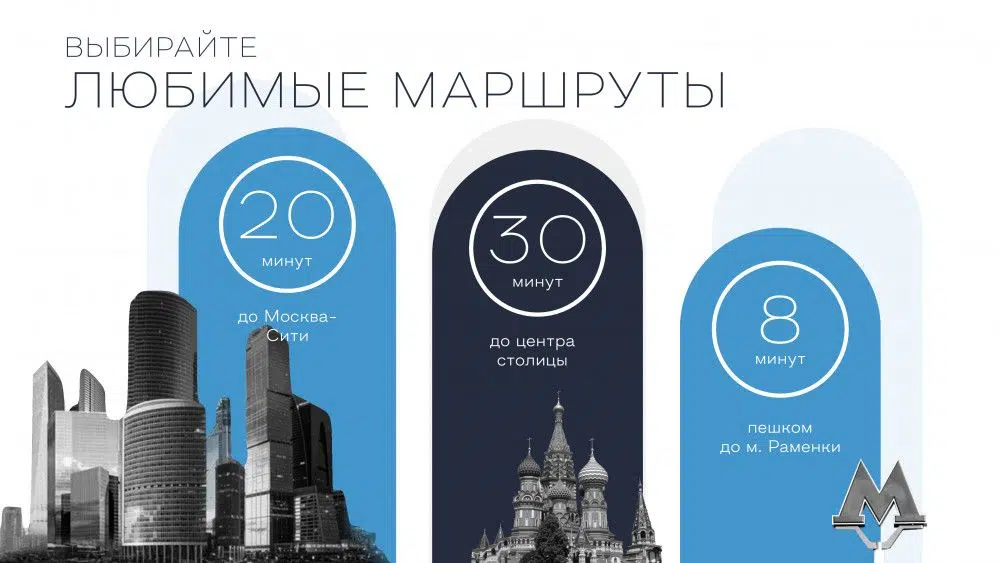 ВЫБИРАЙТЕ
ЛЮБИМЫЕ МАРШРУТЫ
20
минут
до Москва-
Сити
30
минут
до центра
столицы
8
минут
пешком
до м. Раменки
М